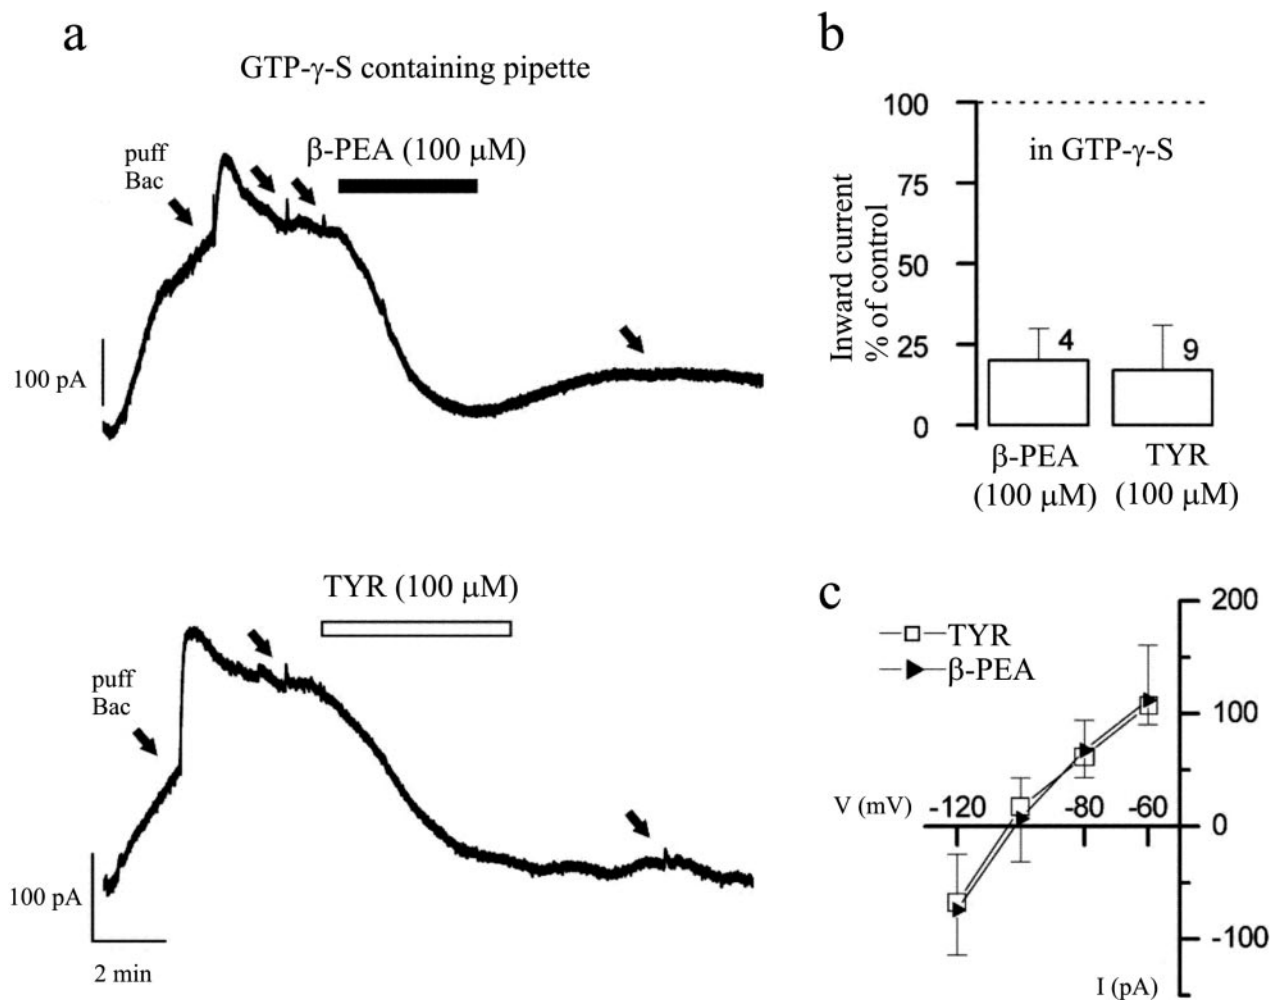 a
GTP-γ-S containing pipette
puff
Bac
β-PEA (100 μM)
100 pA
TYR (100 μM)
puff
Bac
100 pA
2 min
b
Inward current
% of control
100
75
50
25
0
in GTP-γ-S
4
9
β-PEA
(100 μM)
TYR
(100 μM)
c
TYR
β-PEA
V (mV)
-120
-80
-60
200
100
0
-100
I (pA)